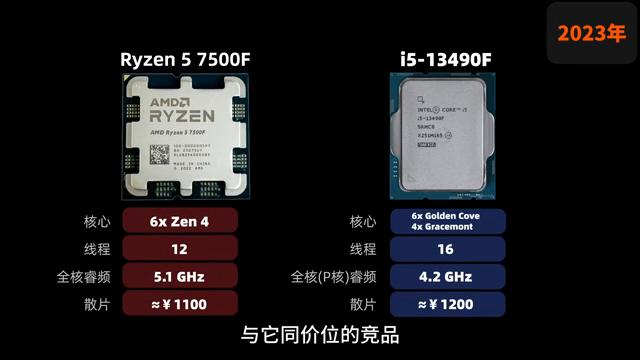 2023年
Ryzen 5 7500F
i5-13490F
AMD
RYZEN
AMD Ryzen 5 7500F
INTEL® CORE™ i5
i5-13490F
核心
6x Zen 4
核心
6x Golden Cove
4x Gracemont
线程
12
线程
16
全核睿频
5.1 GHz
全核(P核)睿频
4.2 GHz
散片
≈¥1100
散片
≈¥1200
与它同价位的竞品